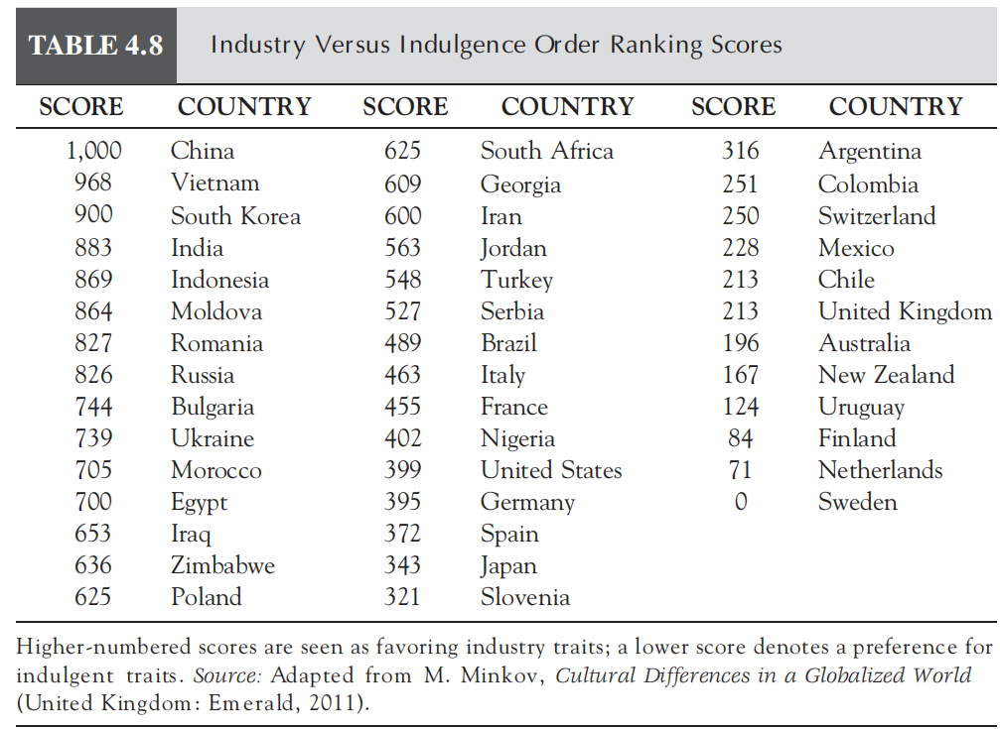 TABLE 4.8 Industry Versus Indulgence Order Ranking Scores
SCORE COUNTRY SCORE COUNTRY SCORE COUNTRY
1,000 China 625 South Africa 316 Argentina
968 Vietnam 609 Georgia 251 Colombia
900 South Korea 600 Iran 250 Switzerland
883 India 563 Jordan 228 Mexico
869 Indonesia 548 Turkey 213 Chile
864 Moldova 527 Serbia 213 United Kingdom
827 Romania 489 Brazil 196 Australia
826 Russia 463 Italy 167 New Zealand
744 Bulgaria 455 France 124 Uruguay
739 Ukraine 402 Nigeria 84 Finland
705 Morocco 399 United States 71 Netherlands
700 Egypt 395 Germany 0 Sweden
653 Iraq 372 Spain
636 Zimbabwe 343 Japan
625 Poland 321 Slovenia
Higher-numbered scores are seen as favoring industry traits; a lower score denotes a preference for
indulgent traits. Source: Adapted from M. Minkov, Cultural Differences in a Globalized World
(United Kingdom: Emerald, 2011).